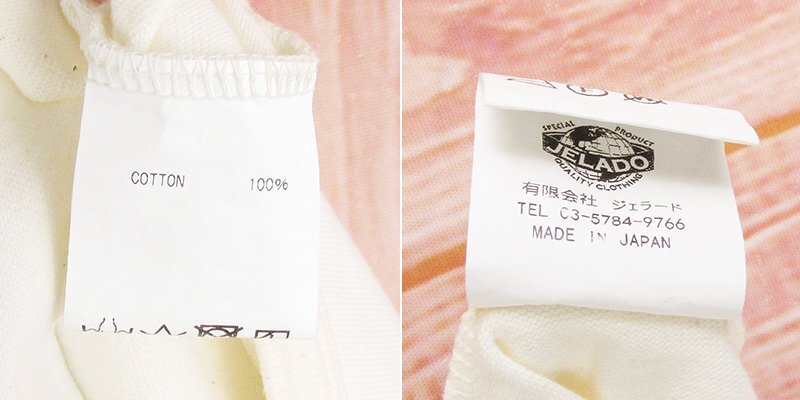 COTTON 100%
SPECIAL PRODUCT
JELADO
QUALITY CLOTHING
有限会社 ジェラード
TEL 03-5784-9766
MADE IN JAPAN